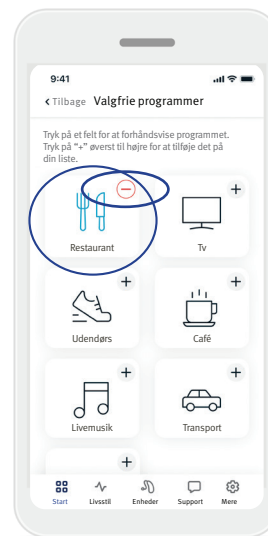 9:41
Tilbage Valgfrie programmer
Tryk på et felt for at forhåndsvise programmet.
Tryk på “+” øverst til højre for at tilføje det på
din liste.
Restaurant
Tv
Udendørs
Café
Livemusik
Transport
Start Livsstil Enheder Support Mere